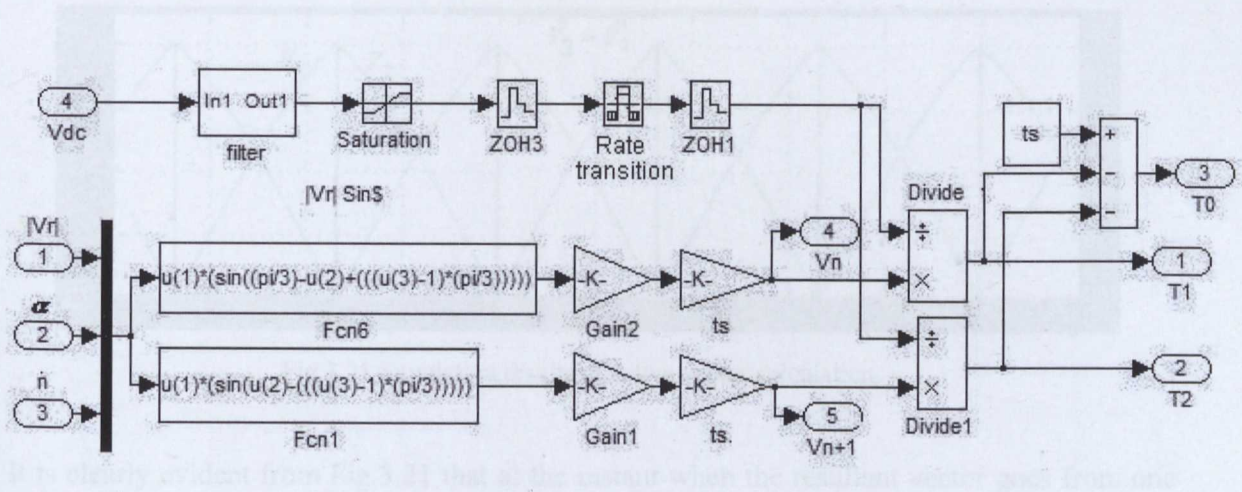 4
Vdc
In1 Out1
filter
Saturation
ZOH3
Rate transition
ZOH1
ts
+
-
-
3
T0
|Vr| Sin$
|Vr|
1
α
2
n
3
u(1)*(sin((pi/3)-u(2)+(((u(3)-1)*(pi/3)))))
Fcn6
-K-
Gain2
-K-
ts
4
Vn
Divide
÷
×
1
T1
u(1)*(sin(u(2)-(((u(3)-1)*(pi/3)))))
Fcn1
-K-
Gain1
-K-
ts.
5
Vn+1
÷
×
Divide1
2
T2
It is clearly evident from Fig.3.21 that at the instant when the resultant vector goes from one